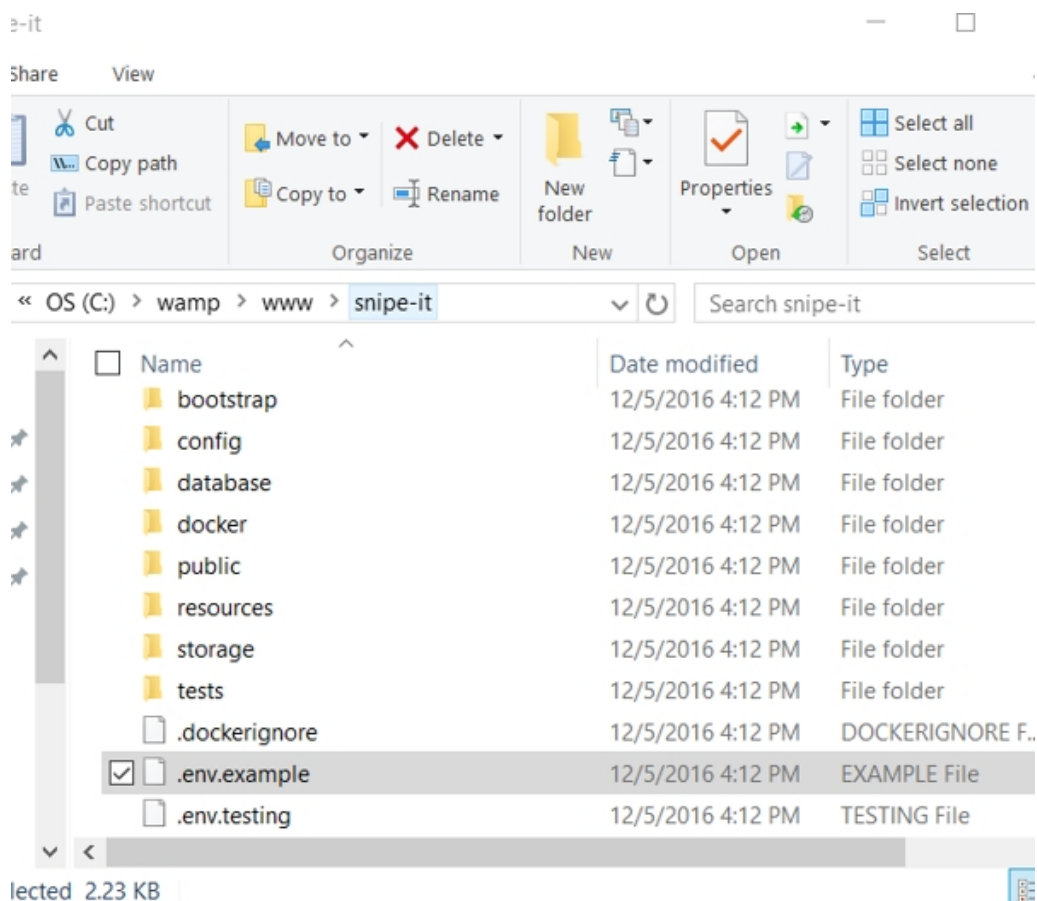 e-it
Share View
Cut
Copy path
te Paste shortcut
Move to Delete
Copy to Rename
New folder
Properties
Select all
Select none
Invert selection
ard Organize New Open Select
« OS (C:) > wamp > www > snipe-it Search snipe-it
Name Date modified Type
bootstrap 12/5/2016 4:12 PM File folder
config 12/5/2016 4:12 PM File folder
database 12/5/2016 4:12 PM File folder
docker 12/5/2016 4:12 PM File folder
public 12/5/2016 4:12 PM File folder
resources 12/5/2016 4:12 PM File folder
storage 12/5/2016 4:12 PM File folder
tests 12/5/2016 4:12 PM File folder
.dockerignore 12/5/2016 4:12 PM DOCKERIGNORE F...
.env.example 12/5/2016 4:12 PM EXAMPLE File
.env.testing 12/5/2016 4:12 PM TESTING File
lected 2.23 KB